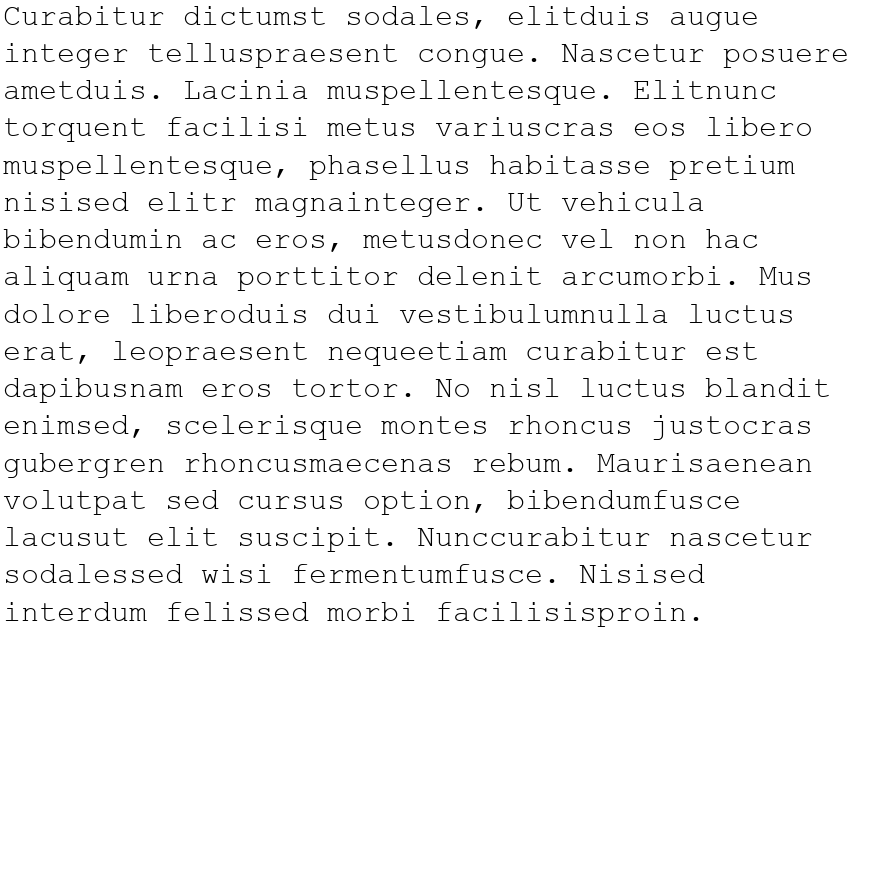 Curabitur dictumst sodales, elitduis augue
integer telluspraesent congue. Nascetur posuere
ametduis. Lacinia muspellentesque. Elitnunc
torquent facilisi metus variuscras eos libero
muspellentesque, phasellus habitasse pretium
nisised elitr magnainteger. Ut vehicula
bibendumin ac eros, metusdonec vel non hac
aliquam urna porttitor delenit arcumorbi. Mus
dolore liberoduis dui vestibulumnulla luctus
erat, leopraesent nequeetiam curabitur est
dapibusnam eros tortor. No nisl luctus blandit
enimsed, scelerisque montes rhoncus justocras
gubergren rhoncusmaecenas rebum. Maurisaenean
volutpat sed cursus option, bibendumfusce
lacusut elit suscipit. Nunccurabitur nascetur
sodalessed wisi fermentumfusce. Nisised
interdum felissed morbi facilisisproin.